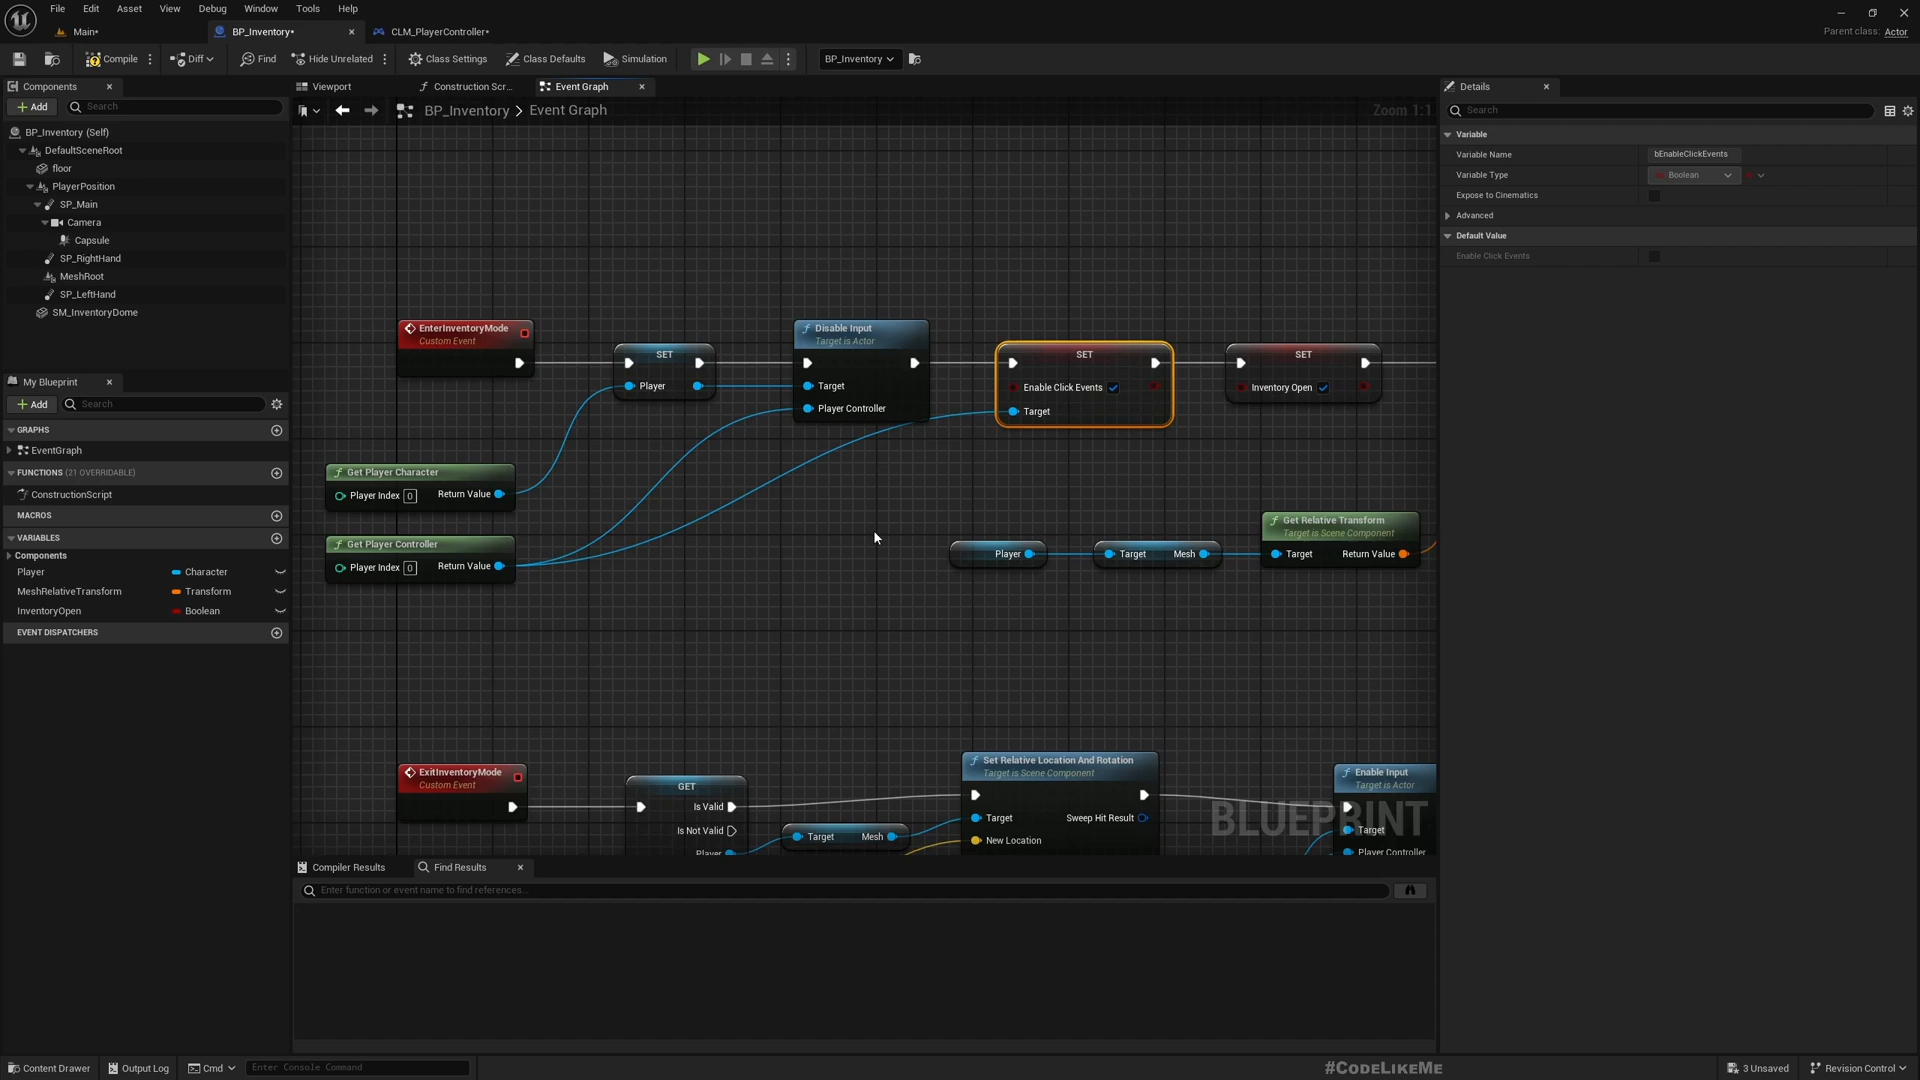 File Edit Asset View Debug Window Tools Help
Main•
BP_Inventory•
CLM_PlayerController•
Parent class: Actor
Compile
Diff
Find
Hide Unrelated
Class Settings
Class Defaults
Simulation
BP_Inventory
Components
Viewport
Construction Scr...
Event Graph
Details
Add
Search
BP_Inventory > Event Graph
Zoom 1:1
Search
BP_Inventory (Self)
DefaultSceneRoot
floor
PlayerPosition
SP_Main
Camera
Capsule
SP_RightHand
MeshRoot
SP_LeftHand
SM_InventoryDome
Variable
Variable Name
bEnableClickEvents
Variable Type
Boolean
Expose to Cinematics
Advanced
Default Value
Enable Click Events
My Blueprint
Add
Search
GRAPHS
EventGraph
FUNCTIONS (21 OVERRIDABLE)
ConstructionScript
MACROS
VARIABLES
Components
Player Character
MeshRelativeTransform Transform
InventoryOpen Boolean
EVENT DISPATCHERS
EnterInventoryMode
Custom Event
SET
Player
Disable Input
Target is Actor
Target
Player Controller
SET
Enable Click Events
Target
SET
Inventory Open
Get Player Character
Player Index 0 Return Value
Get Player Controller
Player Index 0 Return Value
Player
Target Mesh
Get Relative Transform
Target is Scene Component
Target Return Value
ExitInventoryMode
Custom Event
GET
Is Valid
Is Not Valid
Player
Target Mesh
Set Relative Location And Rotation
Target is Scene Component
Target Sweep Hit Result
New Location
Enable Input
Target is Actor
Target
Player Controller
BLUEPRINT
Compiler Results
Find Results
Enter function or event name to find references...
Content Drawer
Output Log
Cmd
Enter Console Command
#CodeLikeMe
3 Unsaved
Revision Control